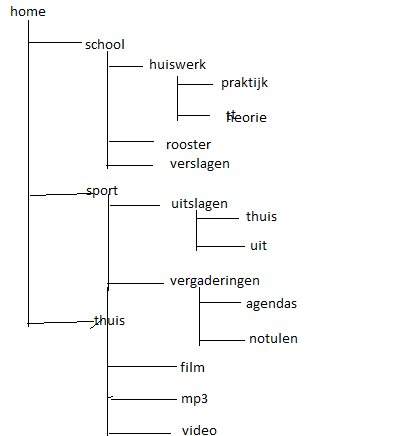 home
school
huiswerk
praktijk
theorie
rooster
verslagen
sport
uitslagen
thuis
uit
vergaderingen
agendas
notulen
thuis
film
mp3
video